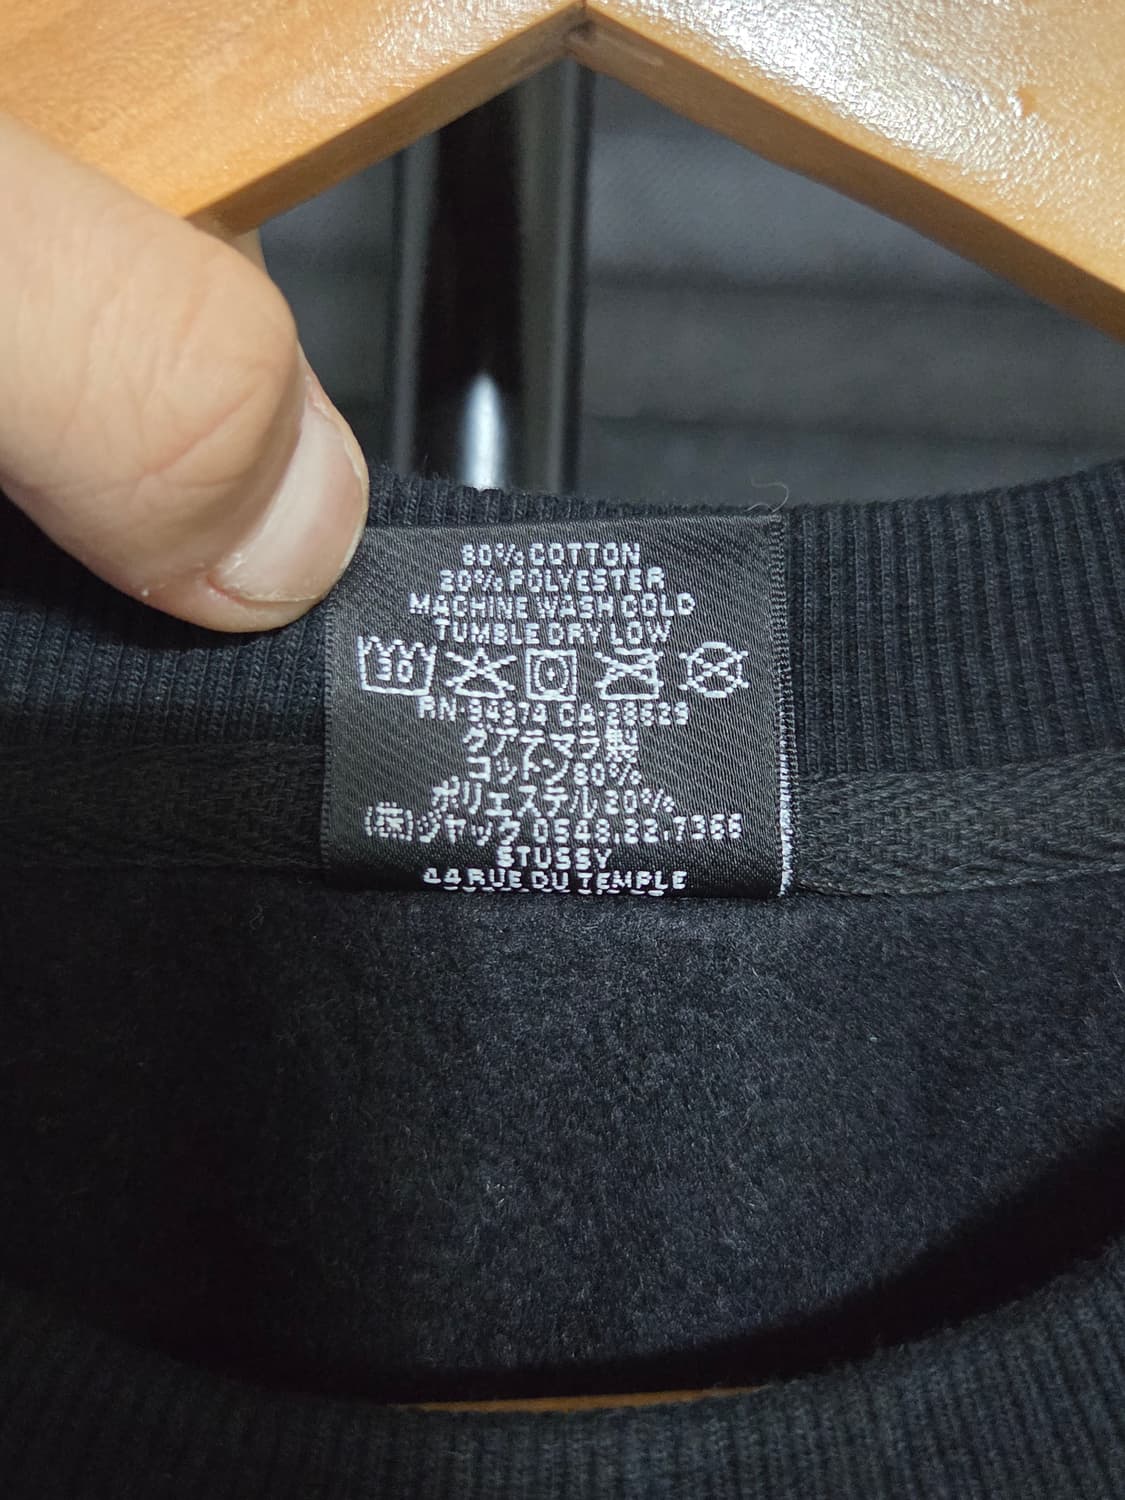 80% COTTON
20% POLYESTER
MACHINE WASH COLD
TUMBLE DRY LOW
30
RN 94974 CA 28629
グアテマラ製
コットン80%
ポリエステル20%
(株)ジャック 0548.22.7366
STUSSY
44 RUE DU TEMPLE